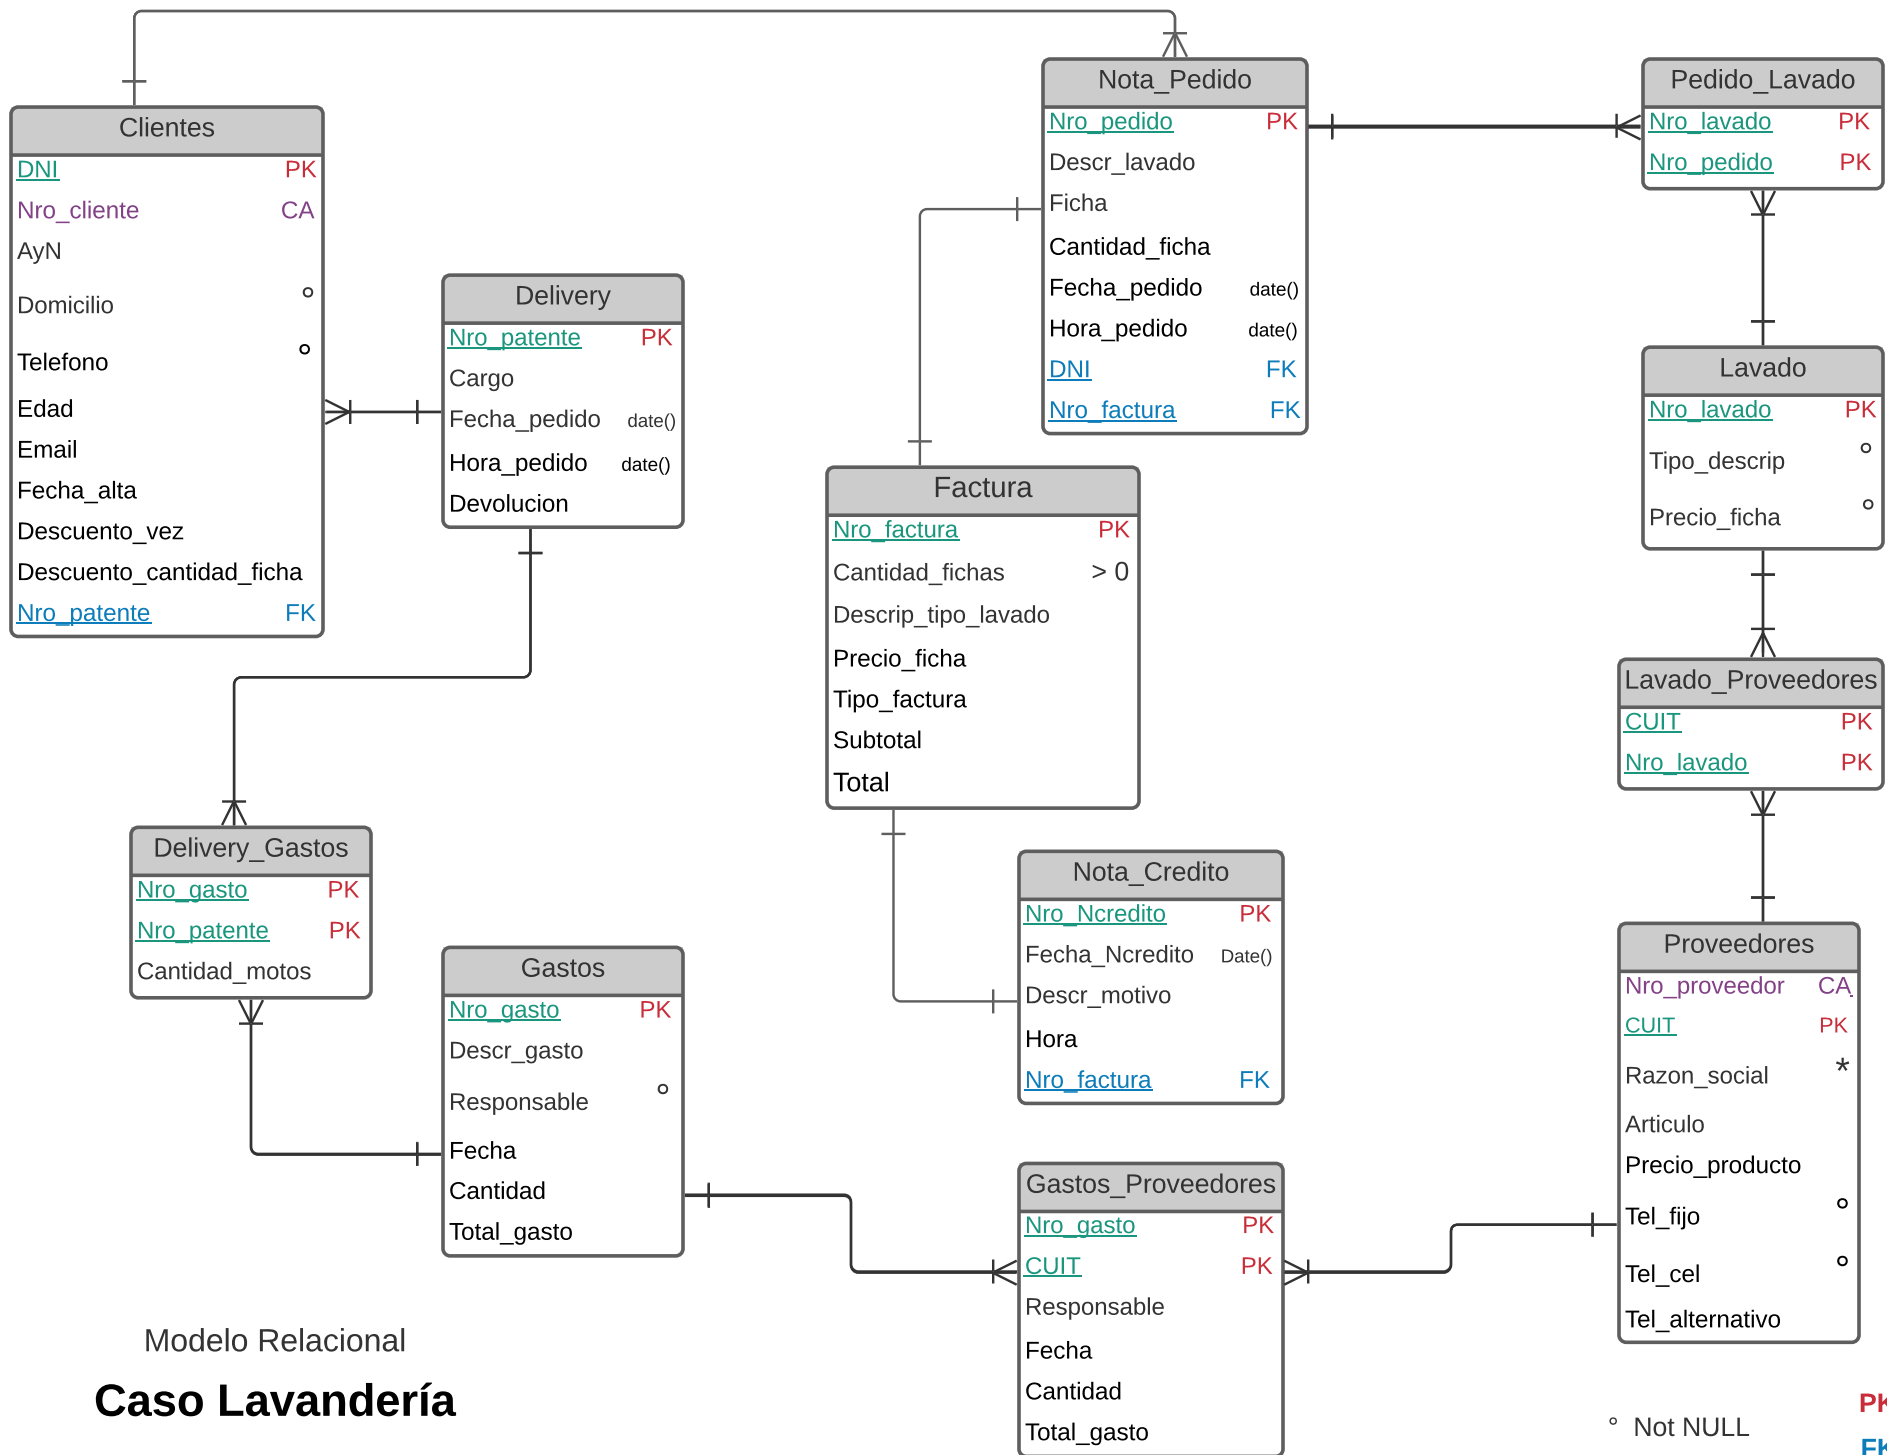 Clientes
DNI PK
Nro_cliente CA
AyN
Domicilio °
Telefono °
Edad
Email
Fecha_alta
Descuento_vez
Descuento_cantidad_ficha
Nro_patente FK
Delivery
Nro_patente PK
Cargo
Fecha_pedido date()
Hora_pedido date()
Devolucion
Nota_Pedido
Nro_pedido PK
Descr_lavado
Ficha
Cantidad_ficha
Fecha_pedido date()
Hora_pedido date()
DNI FK
Nro_factura FK
Pedido_Lavado
Nro_lavado PK
Nro_pedido PK
Lavado
Nro_lavado PK
Tipo_descrip °
Precio_ficha °
Factura
Nro_factura PK
Cantidad_fichas > 0
Descrip_tipo_lavado
Precio_ficha
Tipo_factura
Subtotal
Total
Lavado_Proveedores
CUIT PK
Nro_lavado PK
Delivery_Gastos
Nro_gasto PK
Nro_patente PK
Cantidad_motos
Nota_Credito
Nro_Ncredito PK
Fecha_Ncredito Date()
Descr_motivo
Hora
Nro_factura FK
Gastos
Nro_gasto PK
Descr_gasto
Responsable °
Fecha
Cantidad
Total_gasto
Proveedores
Nro_proveedor CA
CUIT PK
Razon_social *
Articulo
Precio_producto
Tel_fijo °
Tel_cel °
Tel_alternativo
Gastos_Proveedores
Nro_gasto PK
CUIT PK
Responsable
Fecha
Cantidad
Total_gasto
Modelo Relacional
Caso Lavandería
° Not NULL
PK
FK